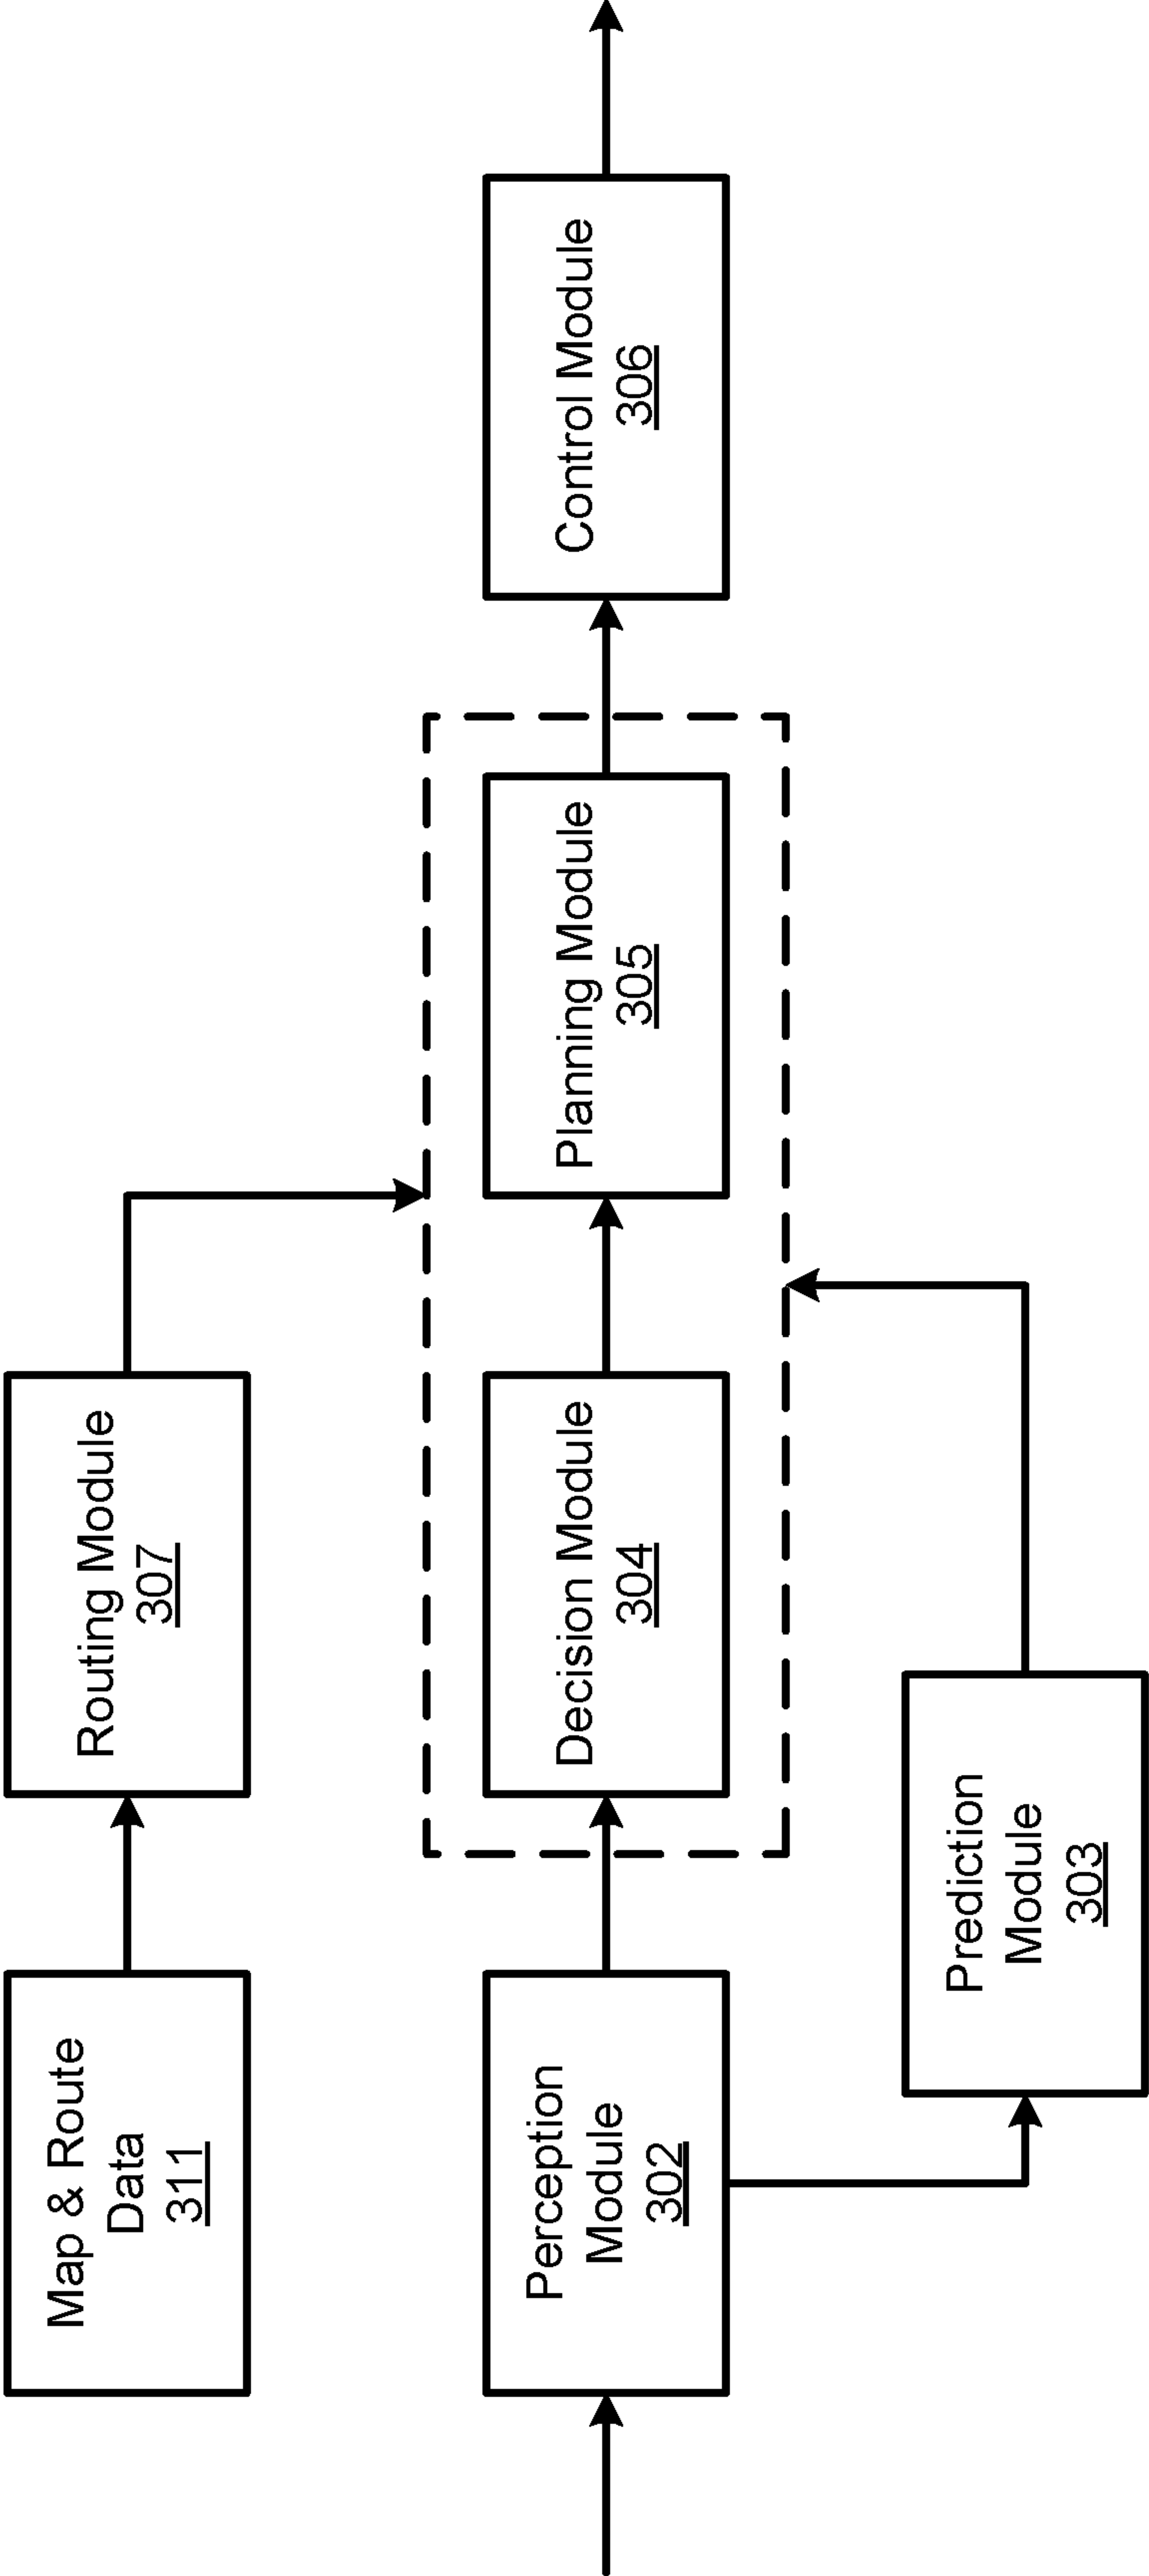 Map & Route
Data
311
Routing Module
307
Perception
Module
302
Decision Module
304
Planning Module
305
Control Module
306
Prediction
Module
303